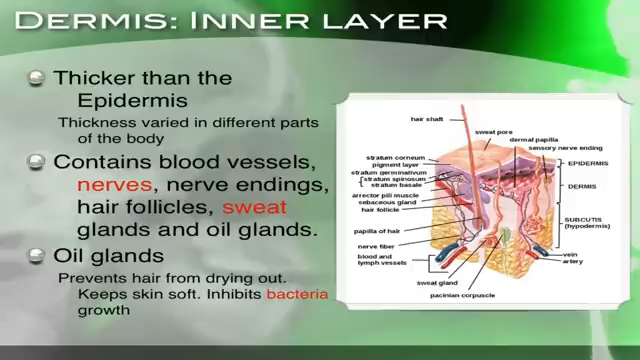 Dermis: Inner layer
Thicker than the
Epidermis
Thickness varied in different parts
of the body
Contains blood vessels,
nerves, nerve endings,
hair follicles, sweat
glands and oil glands.
Oil glands
Prevents hair from drying out.
Keeps skin soft. Inhibits bacteria
growth
hair shaft
sweat pore
dermal papilla
sensory nerve ending
stratum corneum
pigment layer
stratum germinativum
stratum spinosum
stratum basale
arrector pili muscle
sebaceous gland
hair follicle
papilla of hair
nerve fiber
blood and
lymph vessels
sweat gland
pacinian corpuscle
EPIDERMIS
DERMIS
SUBCUTIS
(hypodermis)
vein
artery